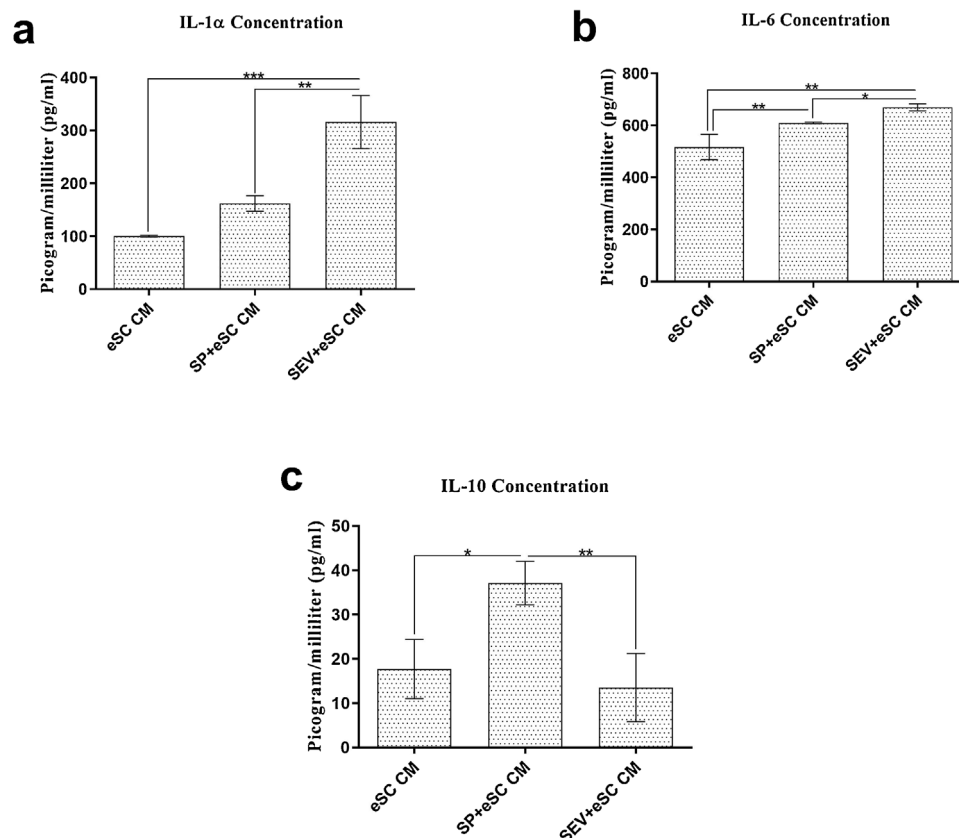 a
IL-1α Concentration
Picogram/milliliter (pg/ml)
400
300
200
100
0
***
**
eSC CM
SP+eSC CM
SEV+eSC CM
b
IL-6 Concentration
Picogram/milliliter (pg/ml)
800
600
400
200
0
**
**
*
eSC CM
SP+eSC CM
SEV+eSC CM
c
IL-10 Concentration
Picogram/milliliter (pg/ml)
50
40
30
20
10
0
*
**
eSC CM
SP+eSC CM
SEV+eSC CM